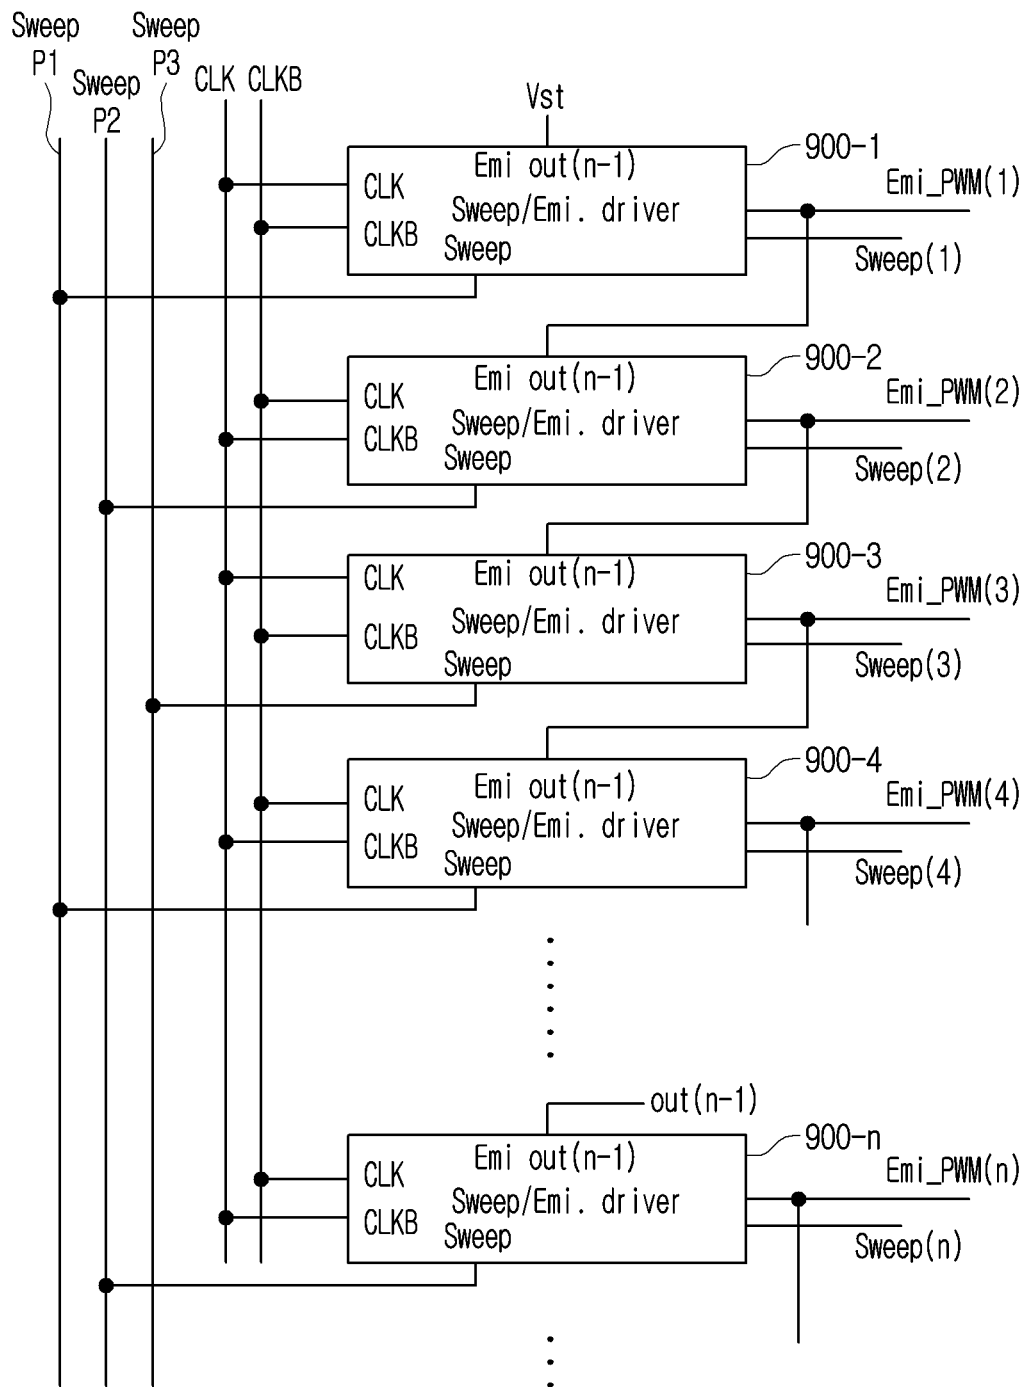 Sweep
P1
Sweep
P2
Sweep
P3
CLK CLKB
Vst
Emi out(n-1)
CLK
Sweep/Emi. driver
CLKB
Sweep
900-1
Emi_PWM(1)
Sweep(1)
Emi out(n-1)
CLK
Sweep/Emi. driver
CLKB
Sweep
900-2
Emi_PWM(2)
Sweep(2)
Emi out(n-1)
CLK
Sweep/Emi. driver
CLKB
Sweep
900-3
Emi_PWM(3)
Sweep(3)
Emi out(n-1)
CLK
Sweep/Emi. driver
CLKB
Sweep
900-4
Emi_PWM(4)
Sweep(4)
out(n-1)
Emi out(n-1)
CLK
Sweep/Emi. driver
CLKB
Sweep
900-n
Emi_PWM(n)
Sweep(n)